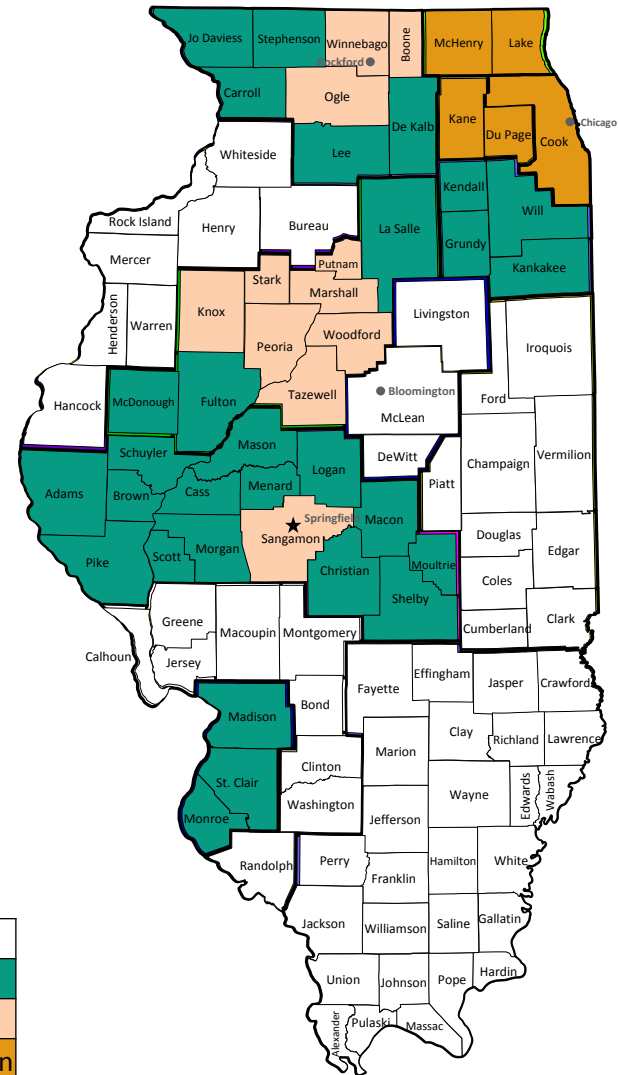 Jo Daviess
Stephenson
Winnebago
Boone
McHenry
Lake
Rockford
Carroll
Ogle
De Kalb
Kane
Du Page
Cook
Chicago
Lee
Whiteside
Kendall
Will
Rock Island
Henry
Bureau
La Salle
Grundy
Mercer
Putnam
Kankakee
Stark
Marshall
Henderson
Warren
Knox
Livingston
Peoria
Woodford
Iroquois
Hancock
McDonough
Fulton
Tazewell
Bloomington
McLean
Ford
Schuyler
Mason
Logan
DeWitt
Champaign
Vermilion
Adams
Brown
Cass
Menard
Piatt
Springfield
Macon
Sangamon
Douglas
Edgar
Pike
Scott
Morgan
Christian
Moultrie
Coles
Shelby
Greene
Macoupin
Montgomery
Cumberland
Clark
Calhoun
Jersey
Effingham
Jasper
Crawford
Fayette
Madison
Bond
Clay
Richland
Lawrence
Marion
Clinton
St. Clair
Wayne
Edwards
Wabash
Washington
Monroe
Jefferson
Randolph
Perry
Hamilton
White
Franklin
Jackson
Williamson
Saline
Gallatin
Union
Johnson
Pope
Hardin
Alexander
Pulaski
Massac
n